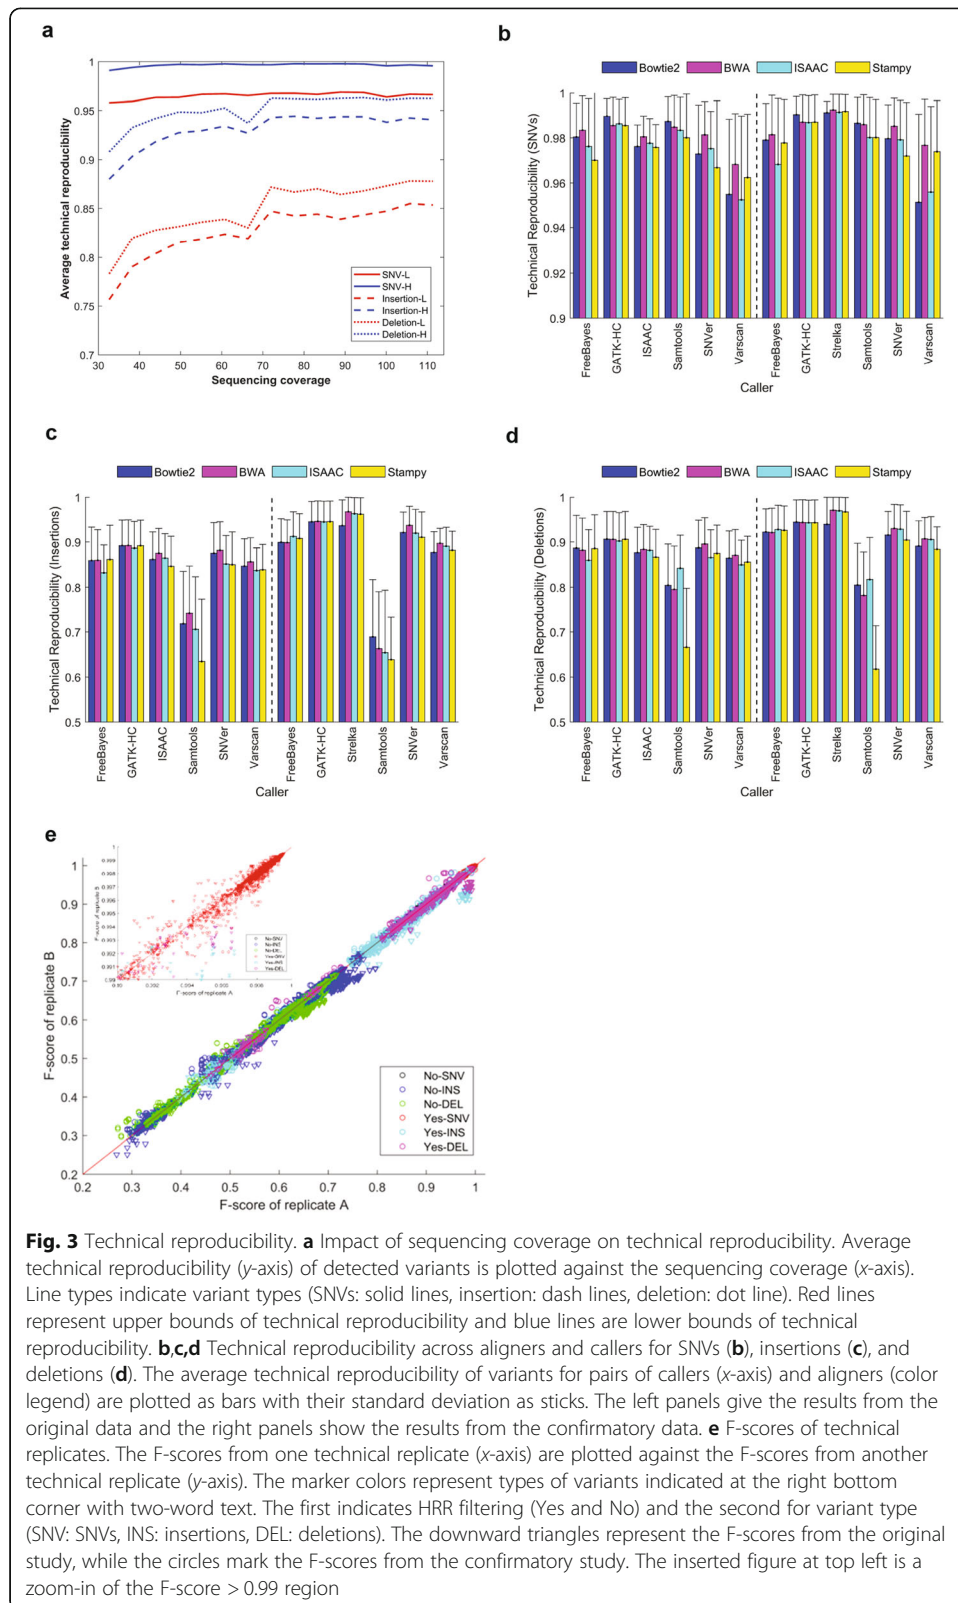 a
Average technical reproducibility
1
0.95
0.9
0.85
0.8
0.75
0.7
30 40 50 60 70 80 90 100 110
Sequencing coverage
SNV-L
SNV-H
Insertion-L
Insertion-H
Deletion-L
Deletion-H
b
Bowtie2 BWA ISAAC Stampy
Technical Reproducibility (SNVs)
1
0.98
0.96
0.94
0.92
0.9
FreeBayes GATK-HC ISAAC Samtools SNVer Varscan FreeBayes GATK-HC Strelka Samtools SNVer Varscan
Caller
c
Bowtie2 BWA ISAAC Stampy
Technical Reproducibility (Insertions)
1
0.9
0.8
0.7
0.6
0.5
FreeBayes GATK-HC ISAAC Samtools SNVer Varscan FreeBayes GATK-HC Strelka Samtools SNVer Varscan
Caller
d
Bowtie2 BWA ISAAC Stampy
Technical Reproducibility (Deletions)
1
0.9
0.8
0.7
0.6
0.5
FreeBayes GATK-HC ISAAC Samtools SNVer Varscan FreeBayes GATK-HC Strelka Samtools SNVer Varscan
Caller
e
F-score of replicate B
1
0.9
0.8
0.7
0.6
0.5
0.4
0.3
0.2
0.2 0.3 0.4 0.5 0.6 0.7 0.8 0.9 1
F-score of replicate A
No-SNV
No-INS
No-DEL
Yes-SNV
Yes-INS
Yes-DEL
F-score of replicate B
F-score of replicate A
No-SNV
No-INS
No-DEL
Yes-SNV
Yes-INS
Yes-DEL
Fig. 3 Technical reproducibility. a Impact of sequencing coverage on technical reproducibility. Average
technical reproducibility (y-axis) of detected variants is plotted against the sequencing coverage (x-axis).
Line types indicate variant types (SNVs: solid lines, insertion: dash lines, deletion: dot line). Red lines
represent upper bounds of technical reproducibility and blue lines are lower bounds of technical
reproducibility. b,c,d Technical reproducibility across aligners and callers for SNVs (b), insertions (c), and
deletions (d). The average technical reproducibility of variants for pairs of callers (x-axis) and aligners (color
legend) are plotted as bars with their standard deviation as sticks. The left panels give the results from the
original data and the right panels show the results from the confirmatory data. e F-scores of technical
replicates. The F-scores from one technical replicate (x-axis) are plotted against the F-scores from another
technical replicate (y-axis). The marker colors represent types of variants indicated at the right bottom
corner with two-word text. The first indicates HRR filtering (Yes and No) and the second for variant type
(SNV: SNVs, INS: insertions, DEL: deletions). The downward triangles represent the F-scores from the original
study, while the circles mark the F-scores from the confirmatory study. The inserted figure at top left is a
zoom-in of the F-score > 0.99 region